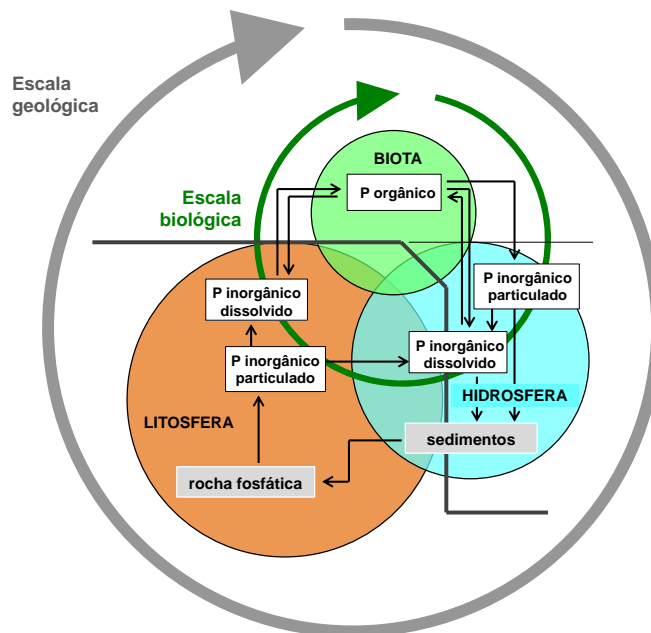 Escala
geológica
BIOTA
P orgânico
Escala
biológica
P inorgânico
particulado
P inorgânico
dissolvido
P inorgânico
dissolvido
P inorgânico
particulado
HIDROSFERA
LITOSFERA
sedimentos
rocha fosfática